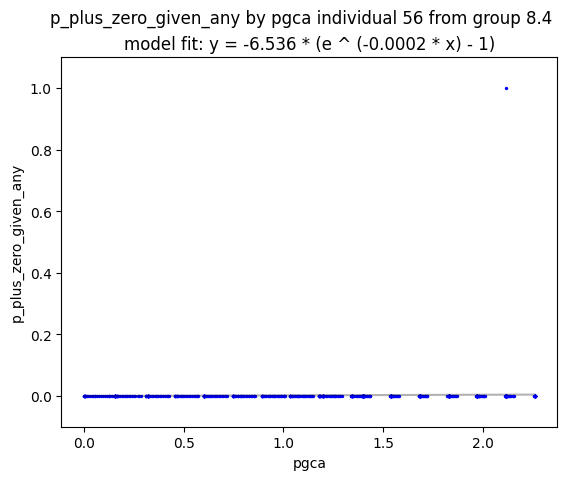 p_plus_zero_given_any by pgca individual 56 from group 8.4
model fit: y = -6.536 * (e ^ (-0.0002 * x) - 1)
1.0
0.8
0.6
0.4
0.2
0.0
p_plus_zero_given_any
0.0 0.5 1.0 1.5 2.0
pgca